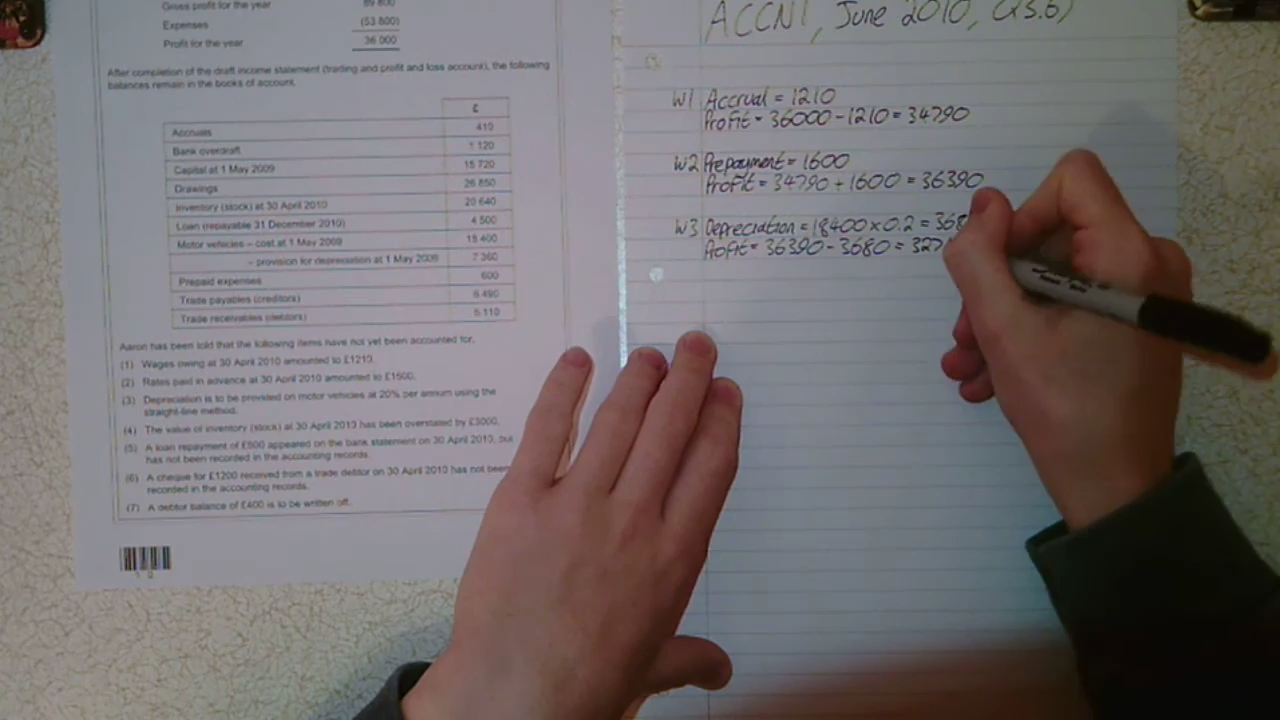 Gross profit for the year 89 800
Expenses (53 800)
Profit for the year 36 000
After completion of the draft income statement (trading and profit and loss account), the following
balances remain in the books of account.
£
Accruals 410
Bank overdraft 1 120
Capital at 1 May 2009 15 720
Drawings 26 850
Inventory (stock) at 30 April 2010 20 640
Loan (repayable 31 December 2010) 4 500
Motor vehicles – cost at 1 May 2009 18 400
– provision for depreciation at 1 May 2009 7 360
Prepaid expenses 600
Trade payables (creditors) 6 490
Trade receivables (debtors) 5 110
Aaron has been told that the following items have not yet been accounted for.
(1) Wages owing at 30 April 2010 amounted to £1210.
(2) Rates paid in advance at 30 April 2010 amounted to £1600.
(3) Depreciation is to be provided on motor vehicles at 20% per annum using the
straight-line method.
(4) The value of inventory (stock) at 30 April 2010 has been overstated by £3000.
(5) A loan repayment of £500 appeared on the bank statement on 30 April 2010, but
has not been recorded in the accounting records.
(6) A cheque for £1200 received from a trade debtor on 30 April 2010 has not been
recorded in the accounting records.
(7) A debtor balance of £400 is to be written off.
ACCN1, June 2010, Q(3.b)
W1 Accrual = 1210
Profit = 36000 - 1210 = 34790
W2 Prepayment = 1600
Profit = 34790 + 1600 = 36390
W3 Depreciation = 18400 x 0.2 = 368
Profit = 36390 - 3680 = 327